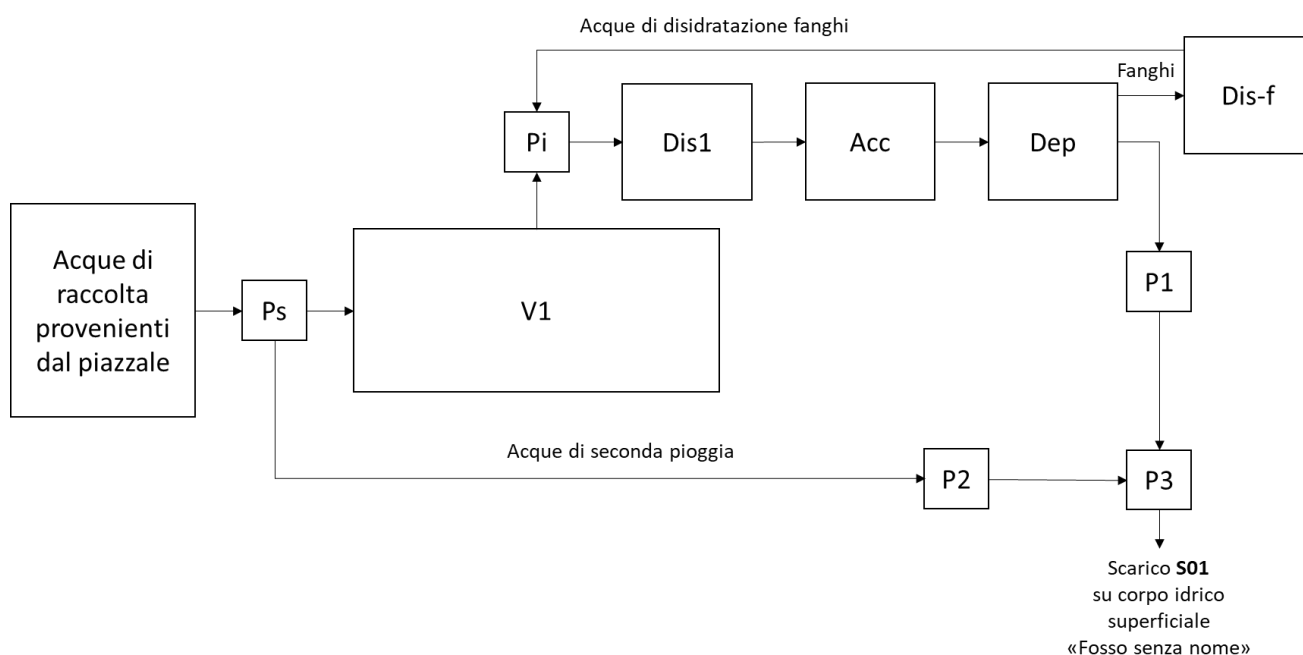 Acque di disidratazione fanghi
Fanghi
Dis-f
Pi
Dis1
Acc
Dep
Acque di
raccolta
provenienti
dal piazzale
Ps
V1
P1
Acque di seconda pioggia
P2
P3
Scarico S01
su corpo idrico
superficiale
«Fosso senza nome»